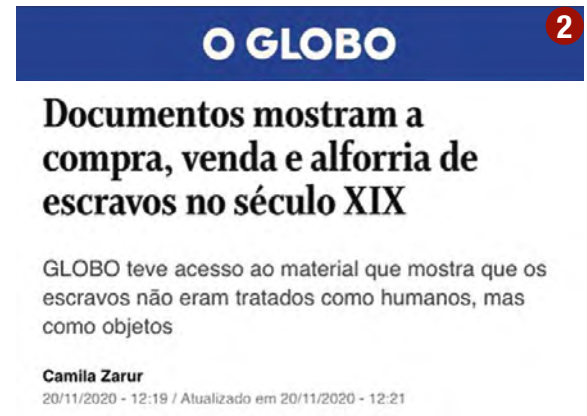 O GLOBO
2
Documentos mostram a
compra, venda e alforria de
escravos no século XIX
GLOBO teve acesso ao material que mostra que os
escravos não eram tratados como humanos, mas
como objetos
Camila Zarur
20/11/2020 - 12:19 / Atualizado em 20/11/2020 - 12:21